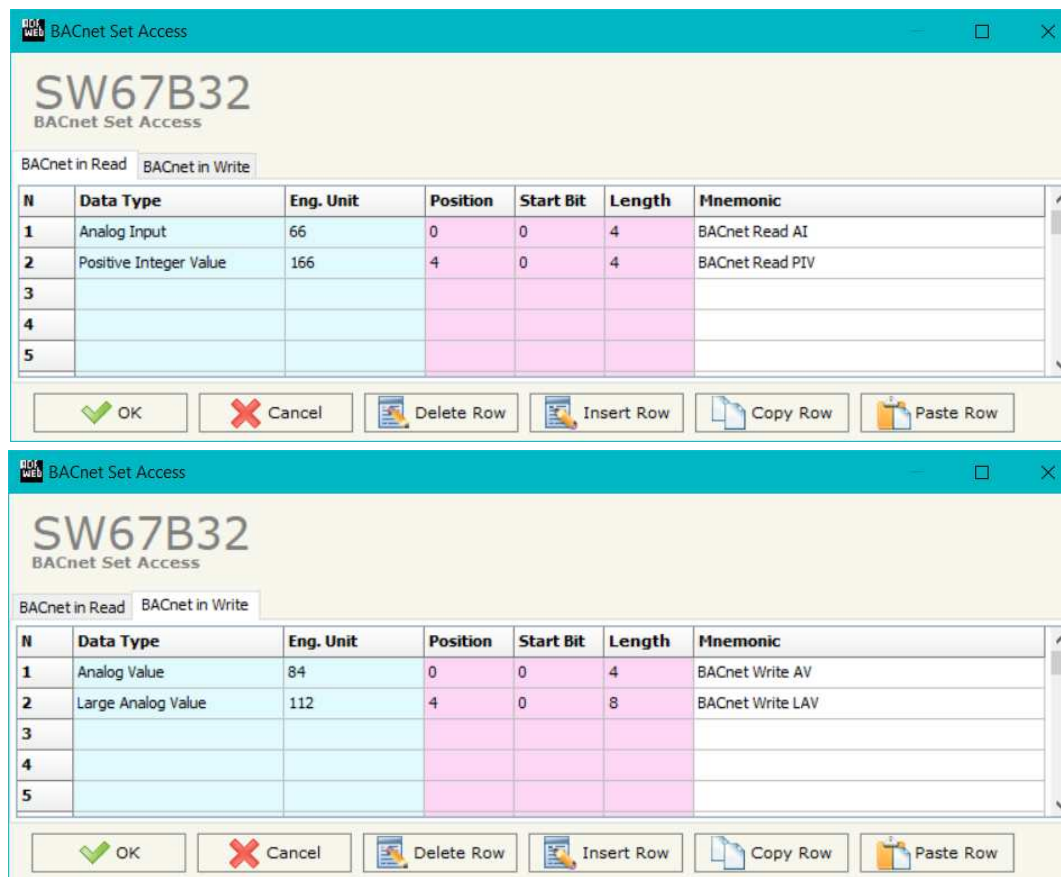 ADF WEB BACnet Set Access
SW67B32
BACnet Set Access
BACnet in Read BACnet in Write
N Data Type Eng. Unit Position Start Bit Length Mnemonic
1 Analog Input 66 0 0 4 BACnet Read AI
2 Positive Integer Value 166 4 0 4 BACnet Read PIV
3
4
5
OK Cancel Delete Row Insert Row Copy Row Paste Row
ADF WEB BACnet Set Access
SW67B32
BACnet Set Access
BACnet in Read BACnet in Write
N Data Type Eng. Unit Position Start Bit Length Mnemonic
1 Analog Value 84 0 0 4 BACnet Write AV
2 Large Analog Value 112 4 0 8 BACnet Write LAV
3
4
5
OK Cancel Delete Row Insert Row Copy Row Paste Row